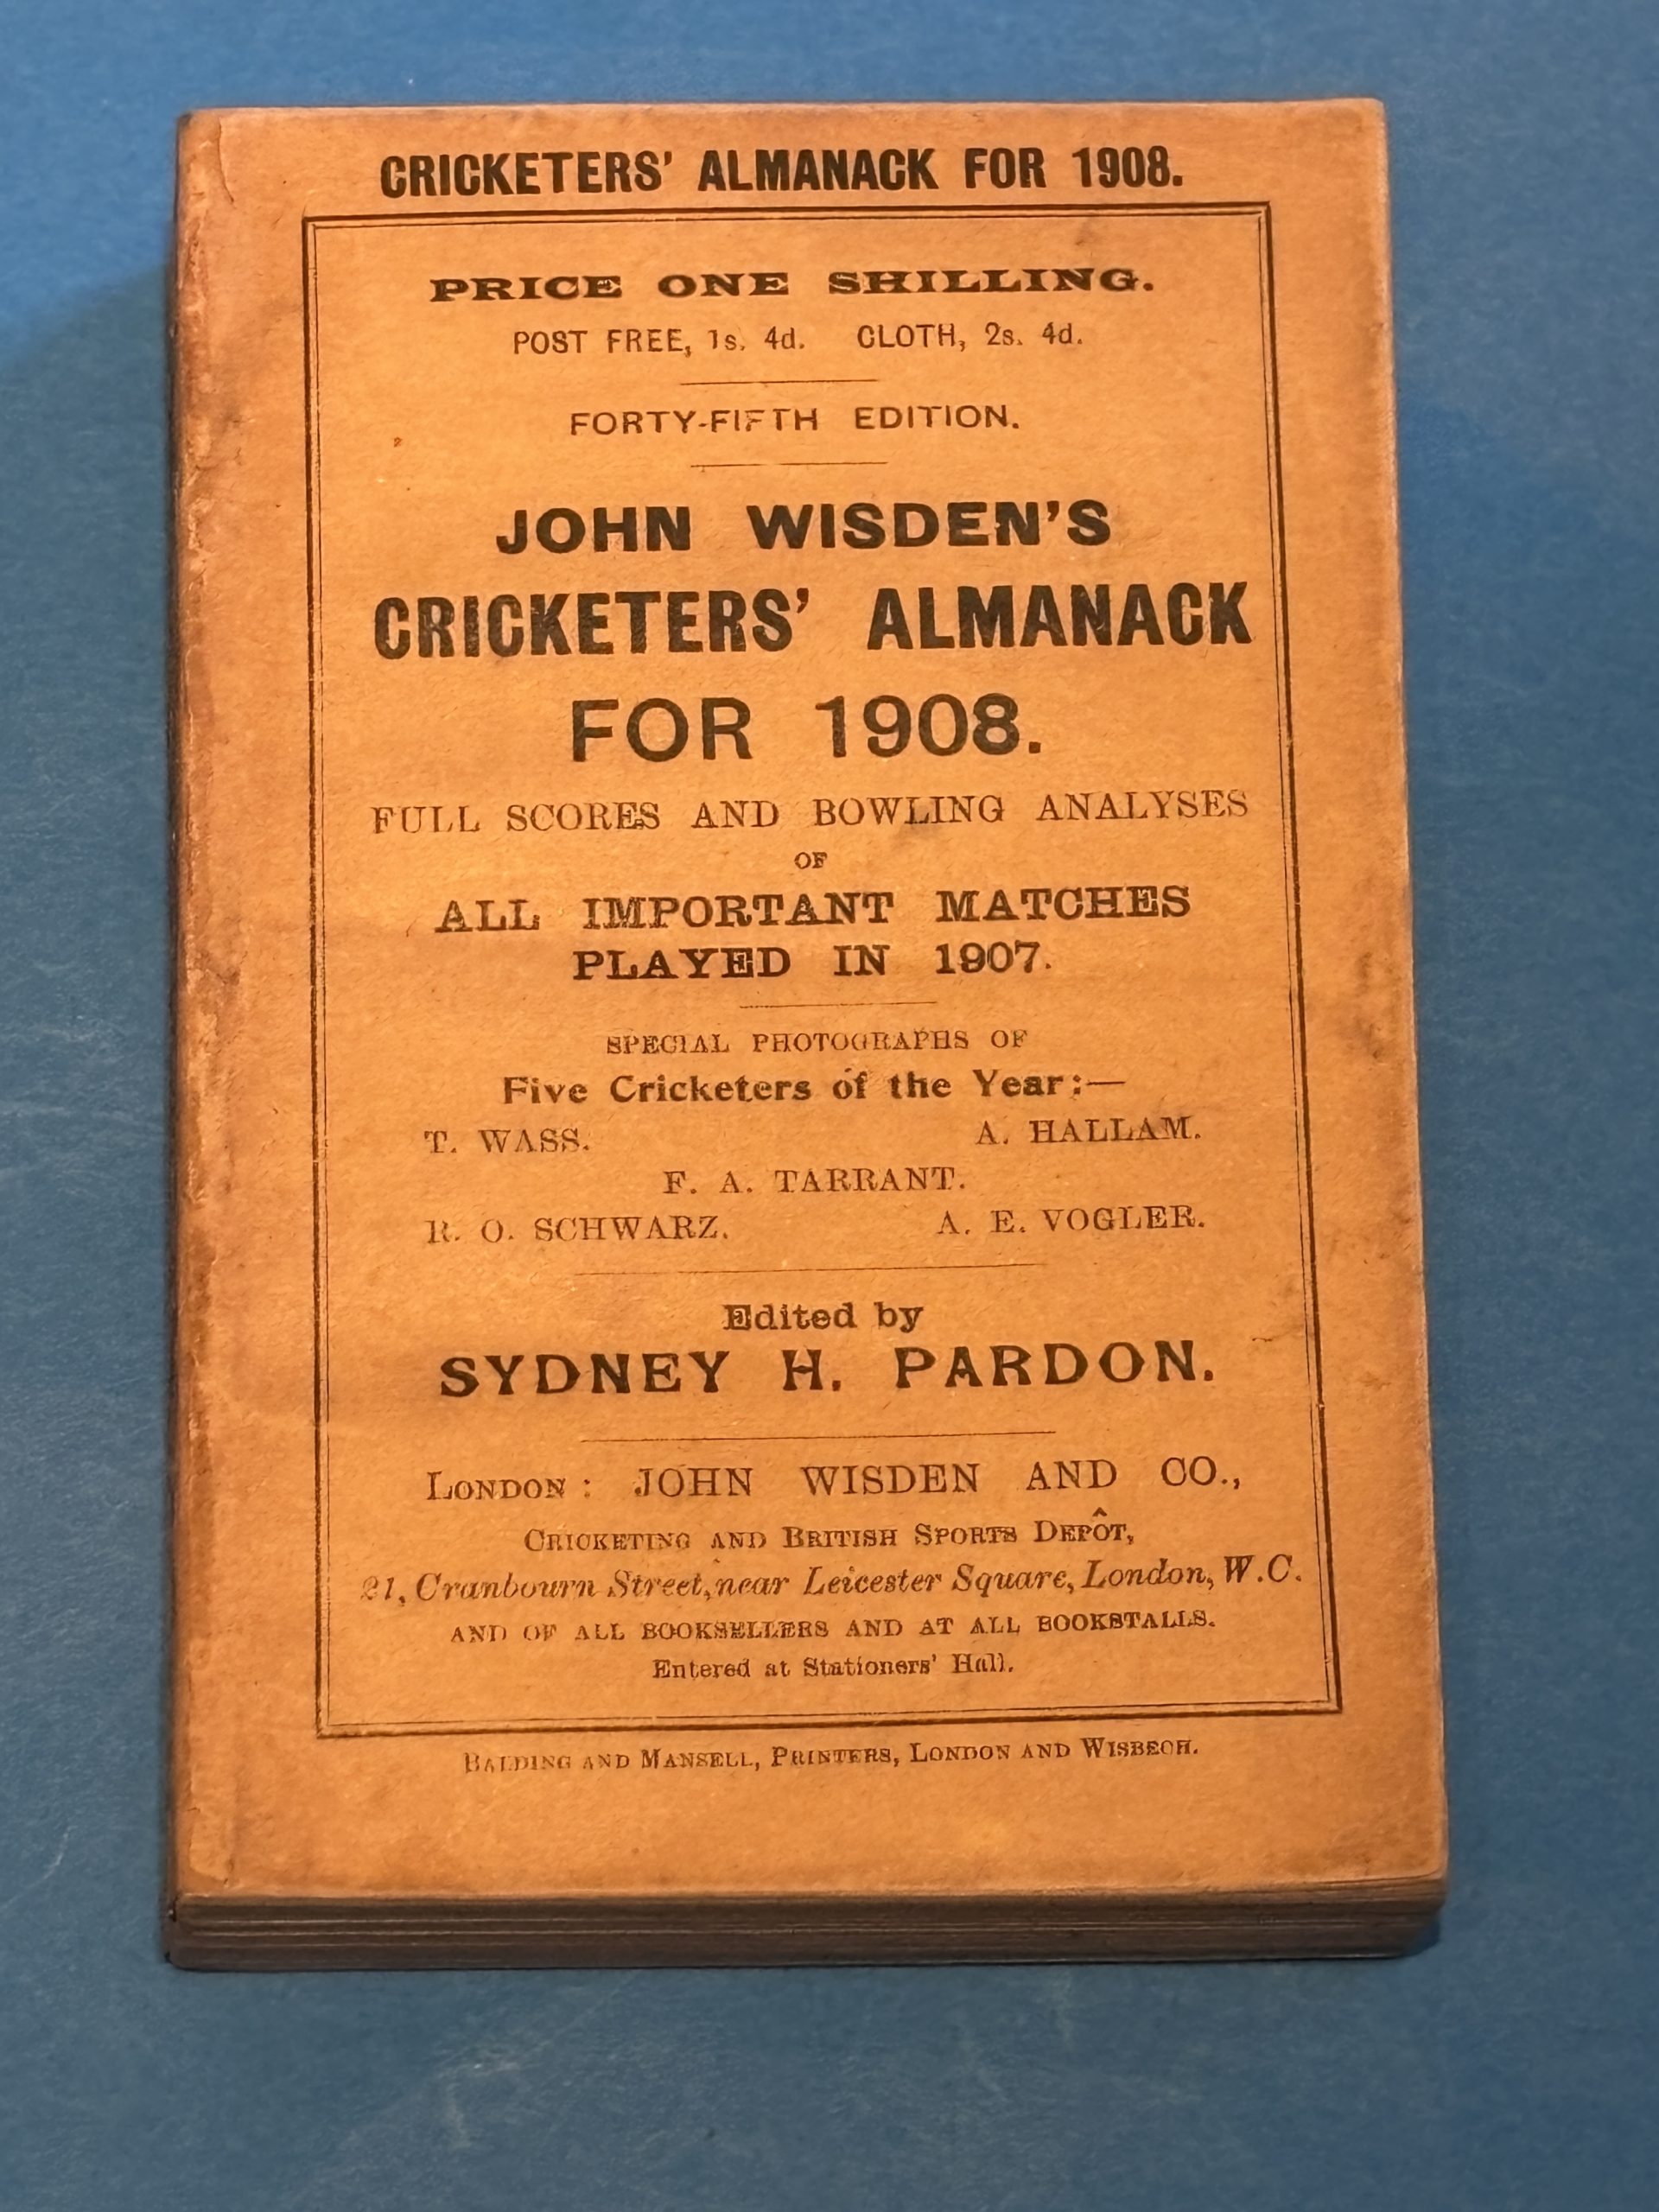 CRICKETERS' ALMANACK FOR 1908.
PRICE ONE SHILLING.
POST FREE, 1s. 4d. CLOTH, 2s. 4d.
FORTY-FIFTH EDITION.
JOHN WISDEN'S
CRICKETERS' ALMANACK
FOR 1908.
FULL SCORES AND BOWLING ANALYSES
OF
ALL IMPORTANT MATCHES
PLAYED IN 1907.
SPECIAL PHOTOGRAPHS OF
Five Cricketers of the Year:—
T. WASS. A. HALLAM.
F. A. TARRANT.
R. O. SCHWARZ. A. E. VOGLER.
Edited by
SYDNEY H. PARDON.
LONDON: JOHN WISDEN AND CO.,
CRICKETING AND BRITISH SPORTS DEPÔT,
21, Cranbourn Street, near Leicester Square, London, W.C.
AND OF ALL BOOKSELLERS AND AT ALL BOOKSTALLS.
Entered at Stationers' Hall.
BALDING AND MANSELL, PRINTERS, LONDON AND WISBECH.